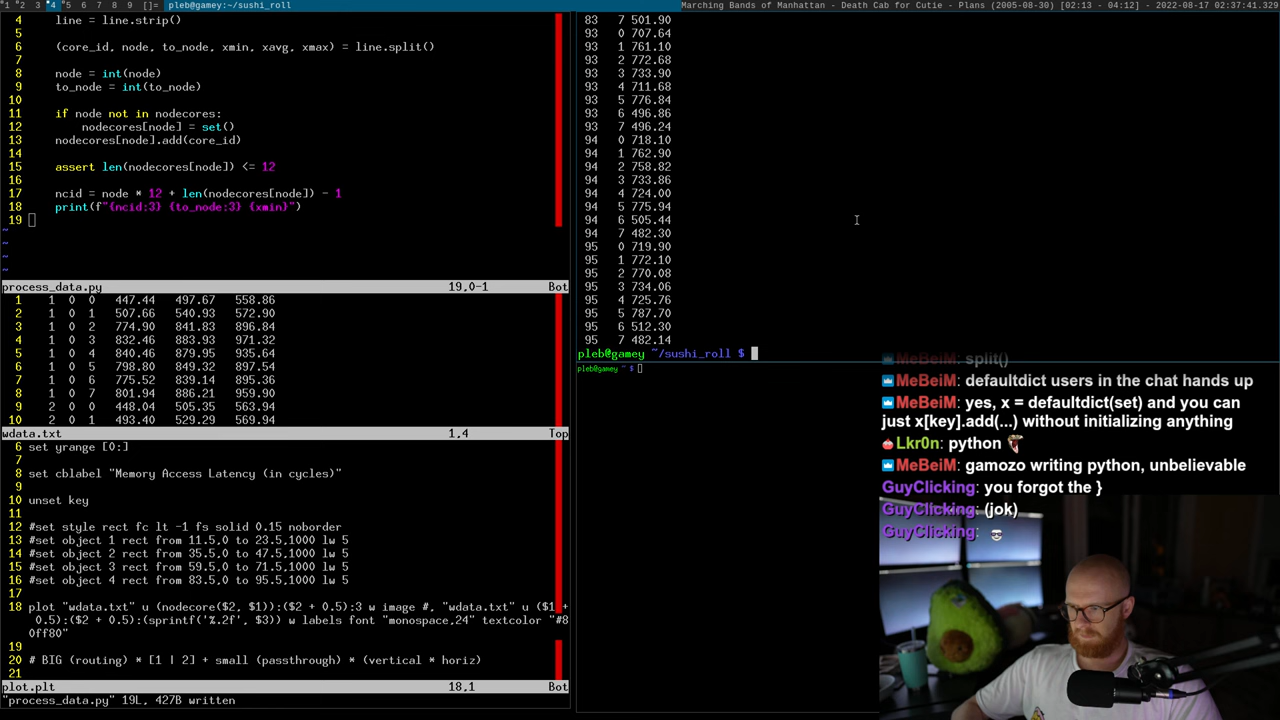 1 2 3 *4 *5 6 7 8 9 []= pleb@gamey:~/sushi_roll
Marching Bands of Manhattan - Death Cab for Cutie - Plans (2005-08-30) [02:13 - 04:12] - 2022-08-17 02:37:41.329
4 line = line.strip()
5
6 (core_id, node, to_node, xmin, xavg, xmax) = line.split()
7
8 node = int(node)
9 to_node = int(to_node)
10
11 if node not in nodecores:
12 nodecores[node] = set()
13 nodecores[node].add(core_id)
14
15 assert len(nodecores[node]) <= 12
16
17 ncid = node * 12 + len(nodecores[node]) - 1
18 print(f"{ncid:3} {to_node:3} {xmin}")
19
~
~
~
~
process_data.py 19,0-1 Bot
1 1 0 0 447.44 497.67 558.86
2 1 0 1 507.66 540.93 572.90
3 1 0 2 774.90 841.83 896.84
4 1 0 3 832.46 883.93 971.32
5 1 0 4 840.46 879.95 935.64
6 1 0 5 798.80 849.32 897.54
7 1 0 6 775.52 839.14 895.36
8 1 0 7 801.94 886.21 959.90
9 2 0 0 448.04 505.35 563.94
10 2 0 1 493.40 529.29 569.94
wdata.txt 1,4 Top
6 set yrange [0:]
7
8 set cblabel "Memory Access Latency (in cycles)"
9
10 unset key
11
12 #set style rect fc lt -1 fs solid 0.15 noborder
13 #set object 1 rect from 11.5,0 to 23.5,1000 lw 5
14 #set object 2 rect from 35.5,0 to 47.5,1000 lw 5
15 #set object 3 rect from 59.5,0 to 71.5,1000 lw 5
16 #set object 4 rect from 83.5,0 to 95.5,1000 lw 5
17
18 plot "wdata.txt" u (nodecore($2, $1)):($2 + 0.5):3 w image #, "wdata.txt" u ($1 +
0.5):($2 + 0.5):(sprintf('%.2f', $3)) w labels font "monospace,24" textcolor "#8
0ff80"
19
20 # BIG (routing) * [1 | 2] + small (passthrough) * (vertical * horiz)
21
plot.plt 18,1 Bot
"process_data.py" 19L, 427B written
83 7 501.90
93 0 707.64
93 1 761.10
93 2 772.68
93 3 733.90
93 4 711.68
93 5 776.84
93 6 496.86
93 7 496.24
94 0 718.10
94 1 762.90
94 2 758.82
94 3 733.86
94 4 724.00
94 5 775.94
94 6 505.44
94 7 482.30
95 0 719.90
95 1 772.10
95 2 770.08
95 3 734.06
95 4 725.76
95 5 787.70
95 6 512.30
95 7 482.14
pleb@gamey ~/sushi_roll $
pleb@gamey ~ $
MeBeiM: split()
MeBeiM: defaultdict users in the chat hands up
MeBeiM: yes, x = defaultdict(set) and you can
just x[key].add(...) without initializing anything
Lkr0n: python
MeBeiM: gamozo writing python, unbelievable
GuyClicking: you forgot the }
GuyClicking: (jok)
GuyClicking: